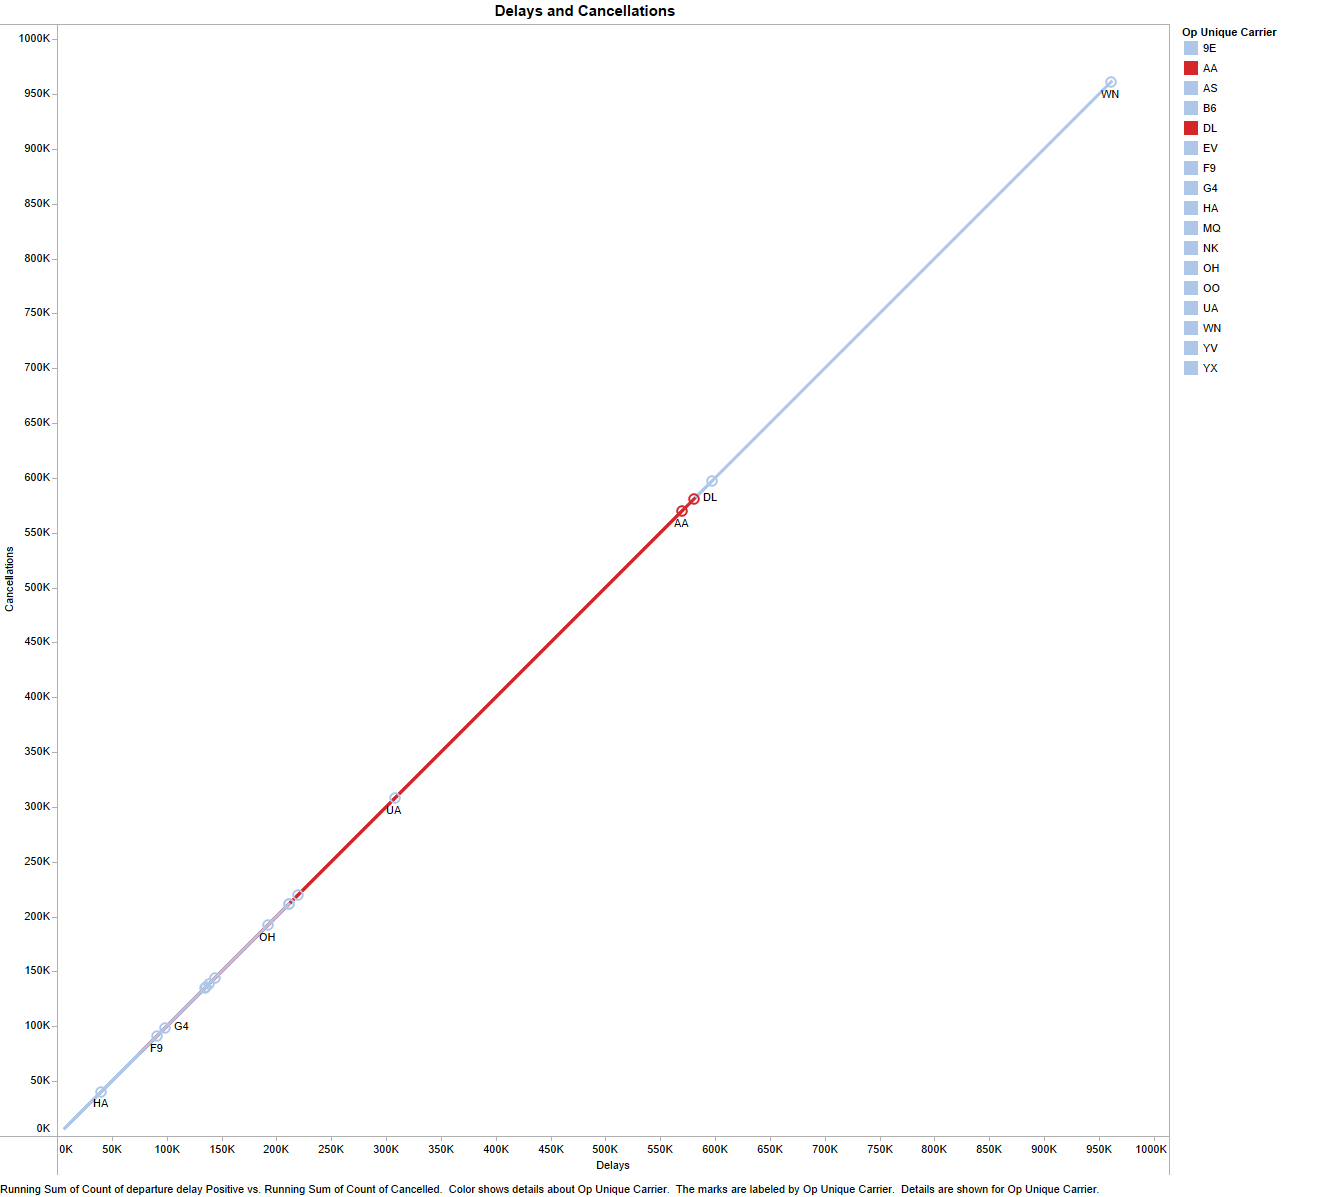 Delays and Cancellations
Op Unique Carrier
9E
AA
AS
B6
DL
EV
F9
G4
HA
MQ
NK
OH
OO
UA
WN
YV
YX
1000K
950K
900K
850K
800K
750K
700K
650K
600K
550K
500K
450K
400K
350K
300K
250K
200K
150K
100K
50K
0K
Cancellations
WN
DL
AA
UA
OH
G4
F9
HA
0K 50K 100K 150K 200K 250K 300K 350K 400K 450K 500K 550K 600K 650K 700K 750K 800K 850K 900K 950K 1000K
Delays
Running Sum of Count of departure delay Positive vs. Running Sum of Count of Cancelled.  Color shows details about Op Unique Carrier.  The marks are labeled by Op Unique Carrier.  Details are shown for Op Unique Carrier.